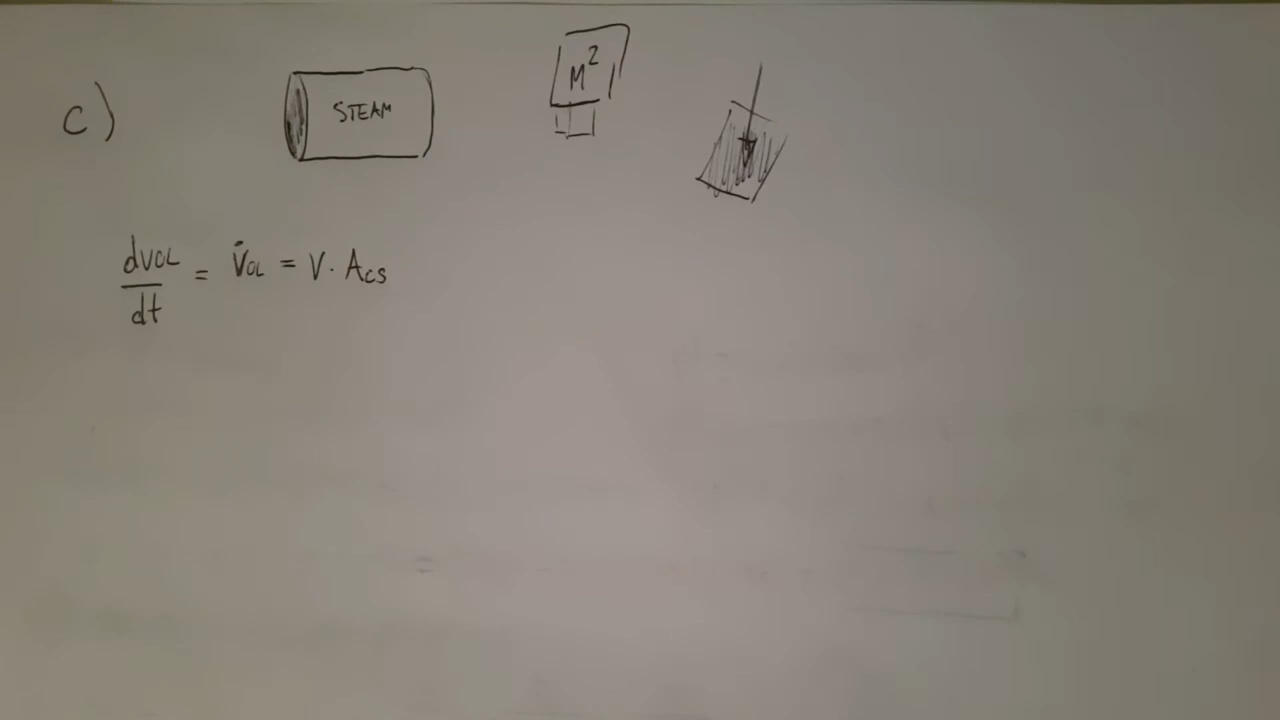 c)
STEAM
M²
dVOL/dt = V̇OL = V · Acs